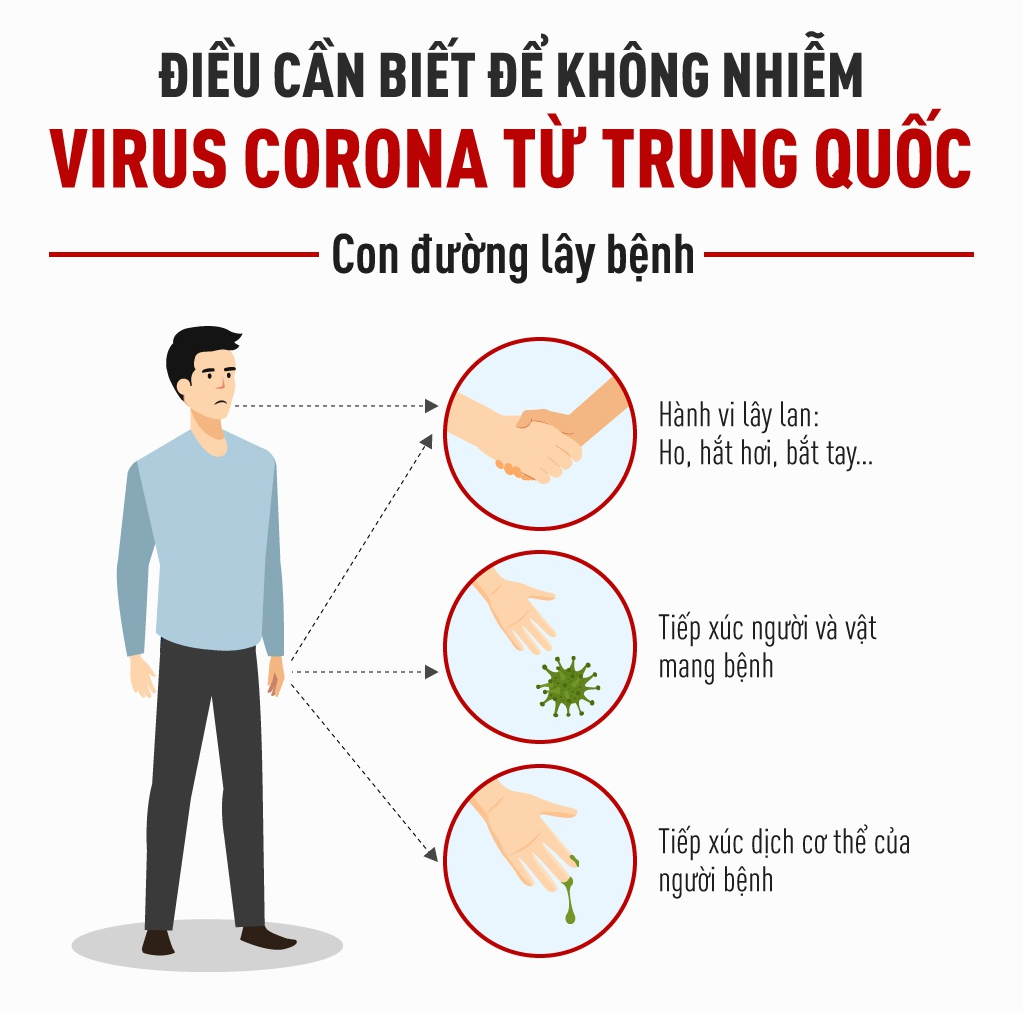 ĐIỀU CẦN BIẾT ĐỂ KHÔNG NHIỄM
VIRUS CORONA TỪ TRUNG QUỐC
Con đường lây bệnh
Hành vi lây lan:
Ho, hắt hơi, bắt tay...
Tiếp xúc người và vật
mang bệnh
Tiếp xúc dịch cơ thể của
người bệnh